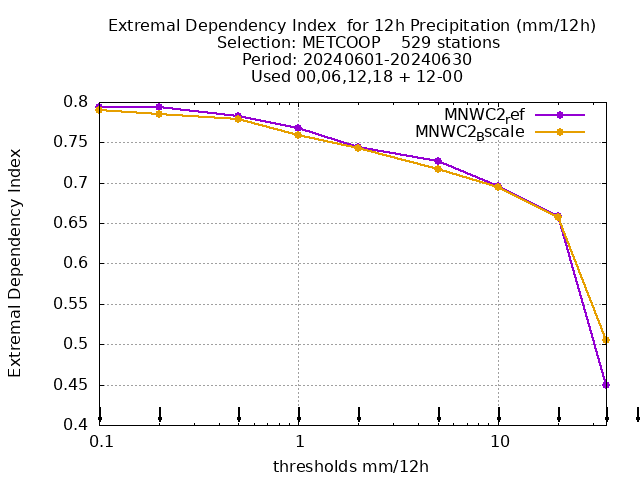 Extremal Dependency Index  for 12h Precipitation (mm/12h)
Selection: METCOOP    529 stations
Period: 20240601-20240630
Used 00,06,12,18 + 12-00
MNWC2ref
MNWC2Bscale
0.8
0.75
0.7
0.65
0.6
0.55
0.5
0.45
0.4
Extremal Dependency Index
0.1
1
10
thresholds mm/12h